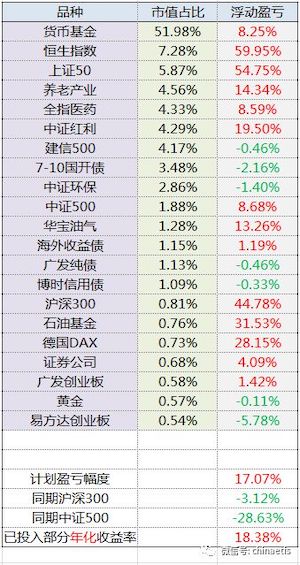 品种 市值占比 浮动盈亏
货币基金 51.98% 8.25%
恒生指数 7.28% 59.95%
上证50 5.87% 54.75%
养老产业 4.56% 14.34%
全指医药 4.33% 8.59%
中证红利 4.29% 19.50%
建信500 4.17% -0.46%
7-10国开债 3.48% -2.16%
中证环保 2.86% -1.40%
中证500 1.88% 8.68%
华宝油气 1.28% 13.26%
海外收益债 1.15% 1.19%
广发纯债 1.13% -0.46%
博时信用债 1.09% -0.33%
沪深300 0.81% 44.78%
石油基金 0.76% 31.53%
德国DAX 0.73% 28.15%
证券公司 0.68% 4.09%
广发创业板 0.58% 1.42%
黄金 0.57% -0.11%
易方达创业板 0.54% -5.78%
计划盈亏幅度 17.07%
同期沪深300 -3.12%
同期中证500 -28.63%
已投入部分年化收益率 18.38%
微信号: chinaetfs